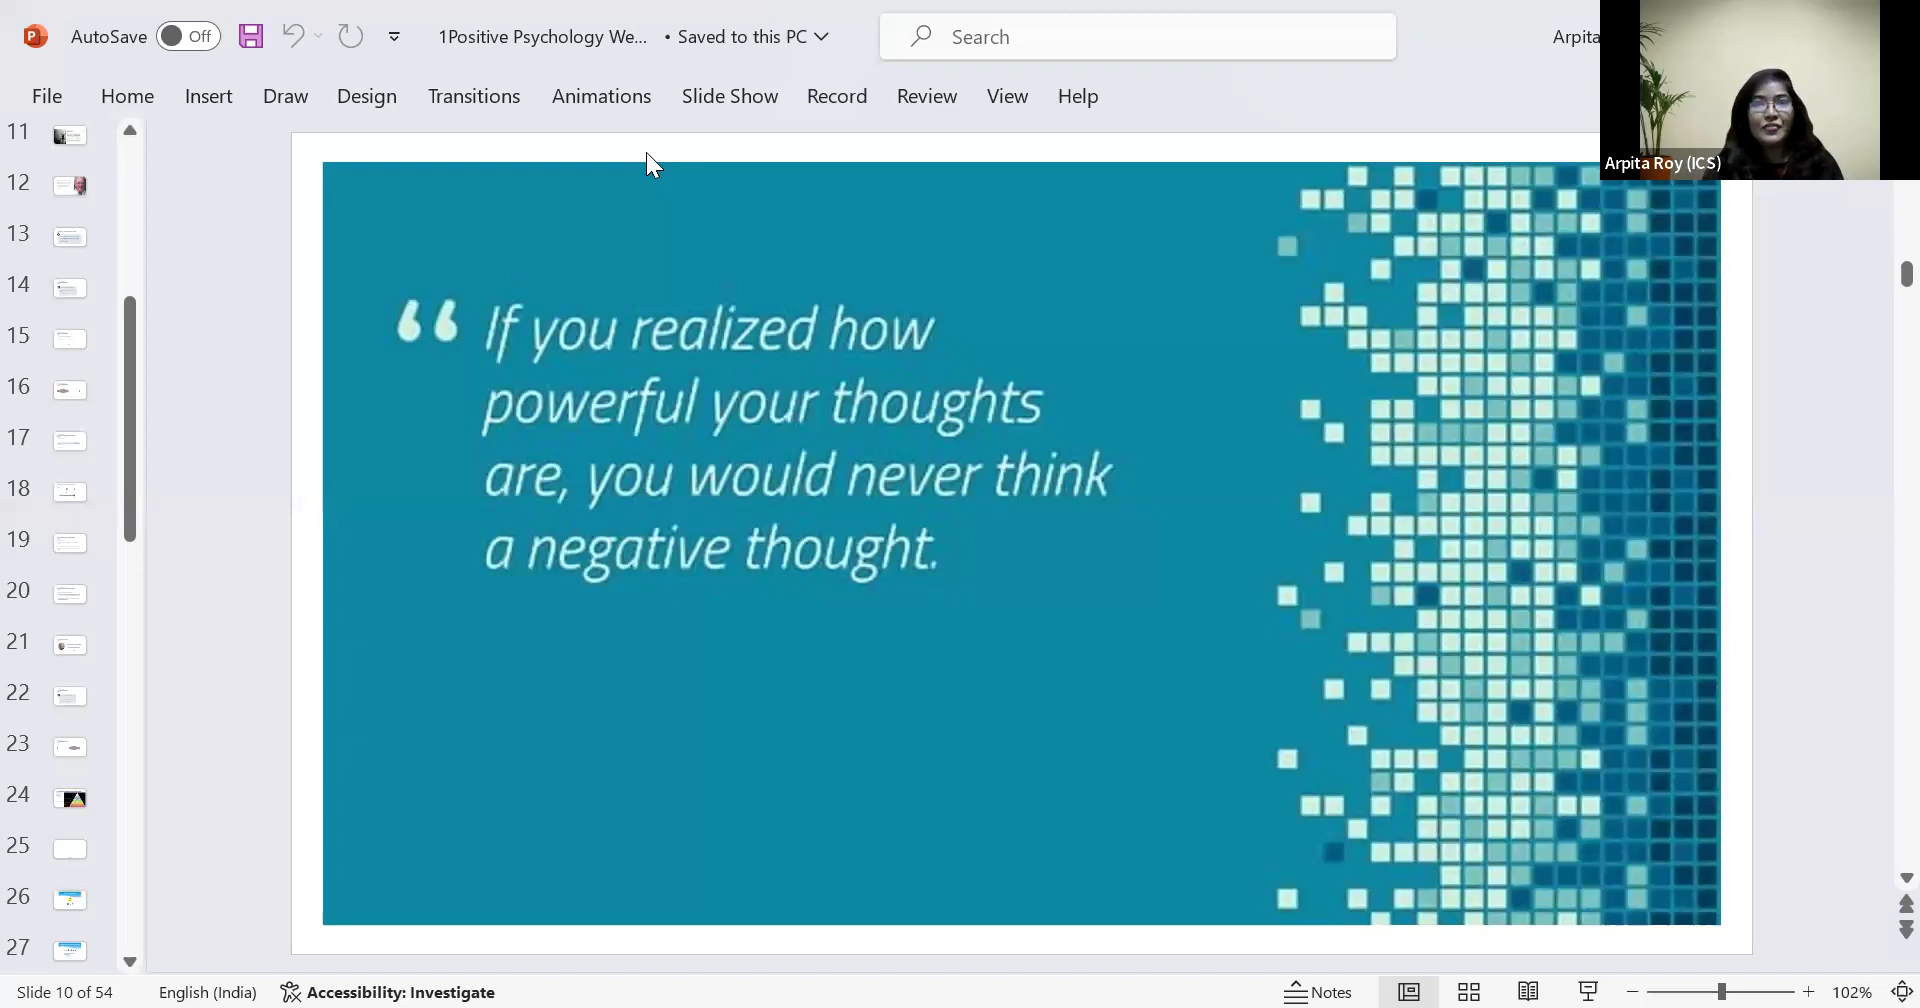 AutoSave Off 1Positive Psychology We... • Saved to this PC Search Arpita
File Home Insert Draw Design Transitions Animations Slide Show Record Review View Help
Arpita Roy (ICS)
11
12
13
14
15
16
17
18
19
20
21
22
23
24
25
26
27
“ If you realized how
powerful your thoughts
are, you would never think
a negative thought.
Slide 10 of 54 English (India) Accessibility: Investigate Notes 102%